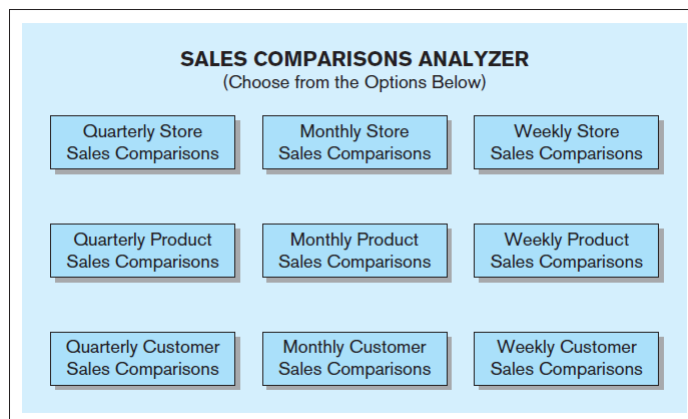 SALES COMPARISONS ANALYZER
(Choose from the Options Below)
Quarterly Store
Sales Comparisons
Monthly Store
Sales Comparisons
Weekly Store
Sales Comparisons
Quarterly Product
Sales Comparisons
Monthly Product
Sales Comparisons
Weekly Product
Sales Comparisons
Quarterly Customer
Sales Comparisons
Monthly Customer
Sales Comparisons
Weekly Customer
Sales Comparisons